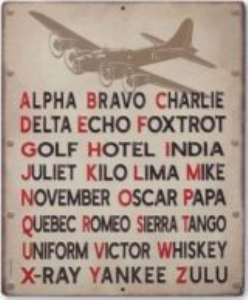 ALPHA BRAVO CHARLIE
DELTA ECHO FOXTROT
GOLF HOTEL INDIA
JULIET KILO LIMA MIKE
NOVEMBER OSCAR PAPA
QUEBEC ROMEO SIERRA TANGO
UNIFORM VICTOR WHISKEY
X-RAY YANKEE ZULU